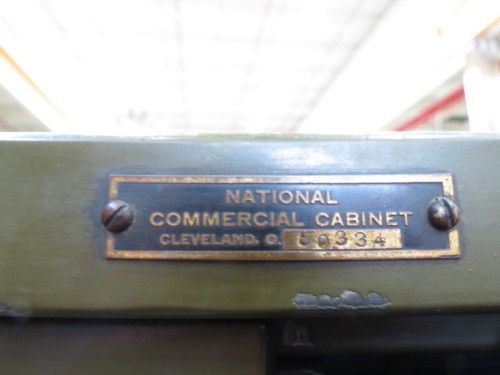 NATIONAL
COMMERCIAL CABINET
CLEVELAND, O. 50334